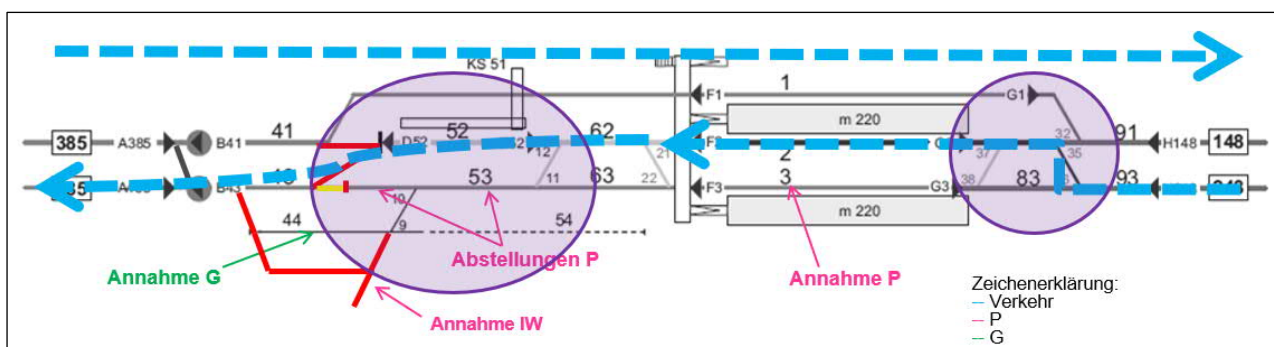 KS 51
1
F1
G1
m 220
385
A385
B41
41
D52
52
62
12
21
32
91
H148
148
2
37
35
53
63
11
22
F3
3
G3
38
83
93
10
9
44
54
m 220
Annahme G
Abstellungen P
Annahme P
Annahme IW
Zeichenerklärung:
– Verkehr
– P
– G